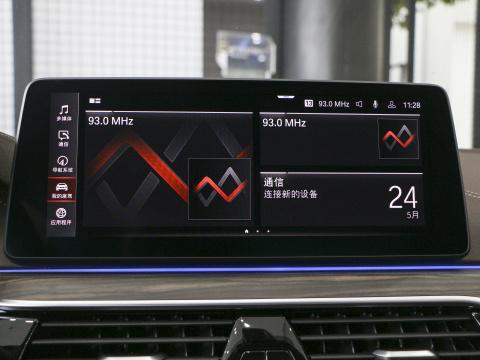 13 93.0 MHz 11:28
多媒体
通信
导航系统
我的座驾
应用程序
93.0 MHz
93.0 MHz
通信
连接新的设备
24
5月